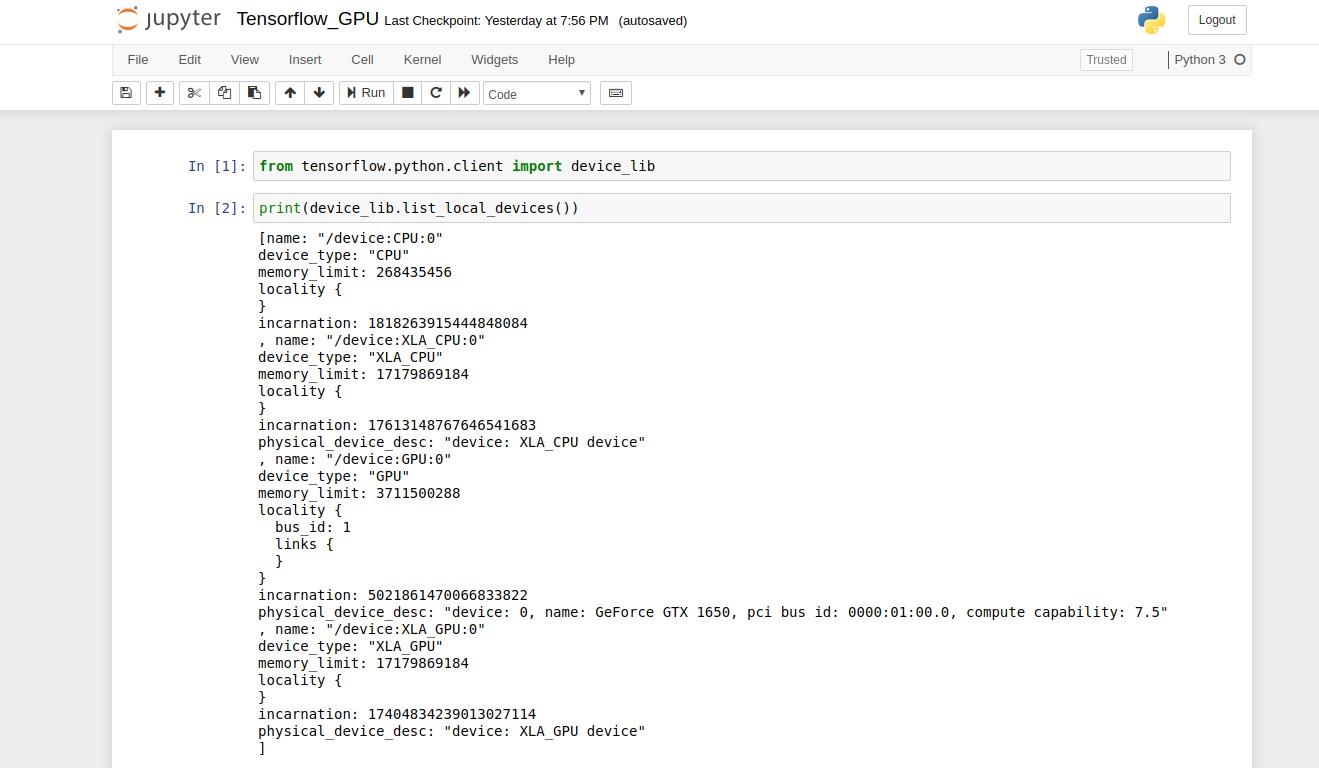 jupyter Tensorflow_GPU Last Checkpoint: Yesterday at 7:56 PM (autosaved) Logout
File Edit View Insert Cell Kernel Widgets Help Trusted Python 3
Run Code
In [1]: from tensorflow.python.client import device_lib
In [2]: print(device_lib.list_local_devices())
[name: "/device:CPU:0"
device_type: "CPU"
memory_limit: 268435456
locality {
}
incarnation: 1818263915444848084
, name: "/device:XLA_CPU:0"
device_type: "XLA_CPU"
memory_limit: 17179869184
locality {
}
incarnation: 17613148767646541683
physical_device_desc: "device: XLA_CPU device"
, name: "/device:GPU:0"
device_type: "GPU"
memory_limit: 3711500288
locality {
  bus_id: 1
  links {
  }
}
incarnation: 5021861470066833822
physical_device_desc: "device: 0, name: GeForce GTX 1650, pci bus id: 0000:01:00.0, compute capability: 7.5"
, name: "/device:XLA_GPU:0"
device_type: "XLA_GPU"
memory_limit: 17179869184
locality {
}
incarnation: 17404834239013027114
physical_device_desc: "device: XLA_GPU device"
]